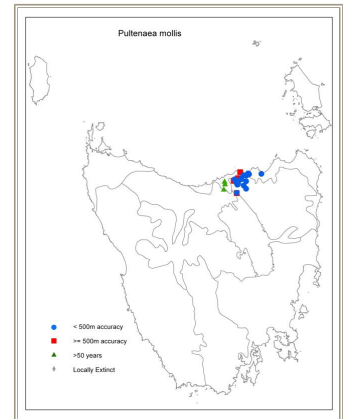 Pultenaea mollis
< 500m accuracy
>= 500m accuracy
>50 years
Locally Extinct